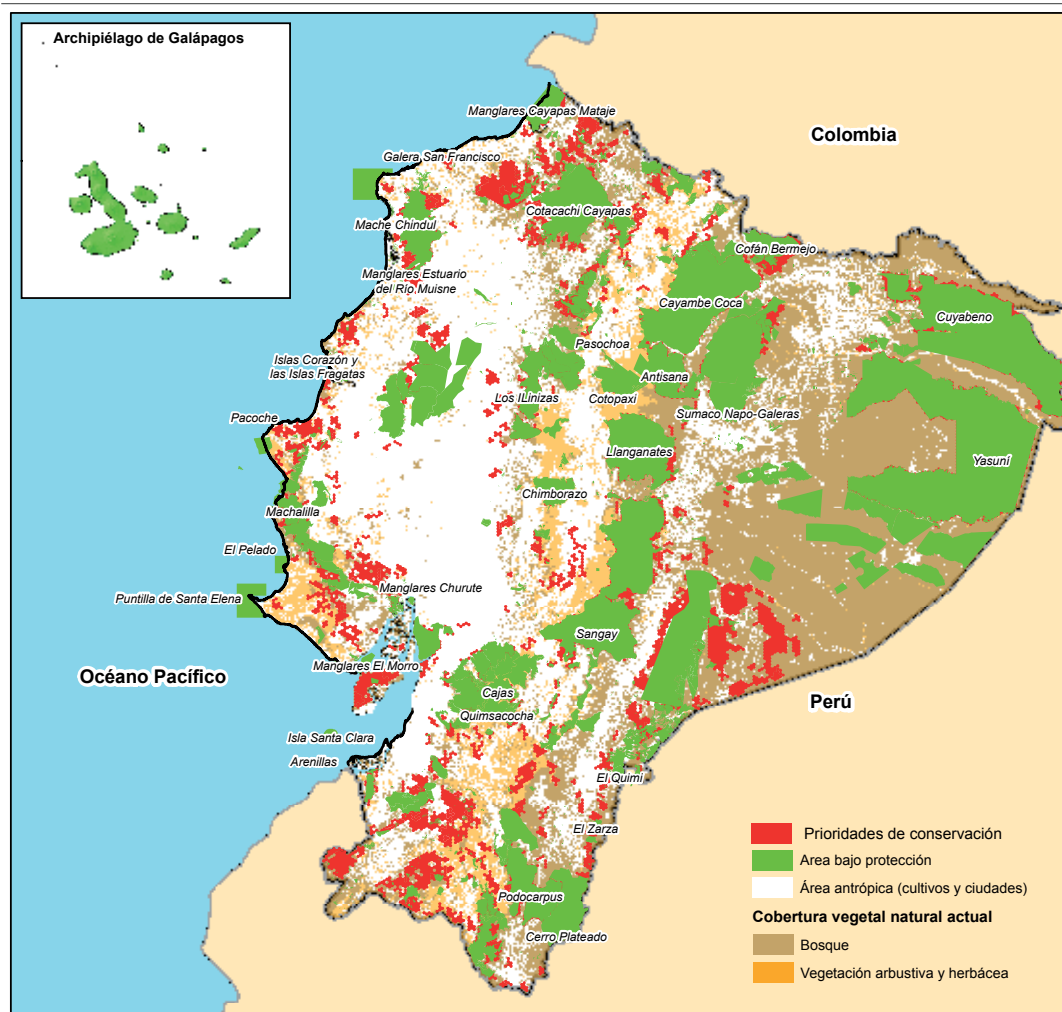 Archipiélago de Galápagos
Manglares Cayapas Mataje
Colombia
Galera San Francisco
Cotacachi Cayapas
Mache Chindul
Cofán Bermejo
Manglares Estuario
del Río Muisne
Cayambe Coca
Cuyabeno
Pasochoa
Islas Corazón y
las Islas Fragatas
Antisana
Los ILinizas
Cotopaxi
Sumaco Napo-Galeras
Pacoche
Llanganates
Yasuní
Chimborazo
Machalilla
El Pelado
Manglares Churute
Puntilla de Santa Elena
Sangay
Manglares El Morro
Océano Pacífico
Cajas
Perú
Quimsacocha
Isla Santa Clara
Arenillas
El Quimi
El Zarza
Podocarpus
Cerro Plateado
Prioridades de conservación
Area bajo protección
Área antrópica (cultivos y ciudades)
Cobertura vegetal natural actual
Bosque
Vegetación arbustiva y herbácea